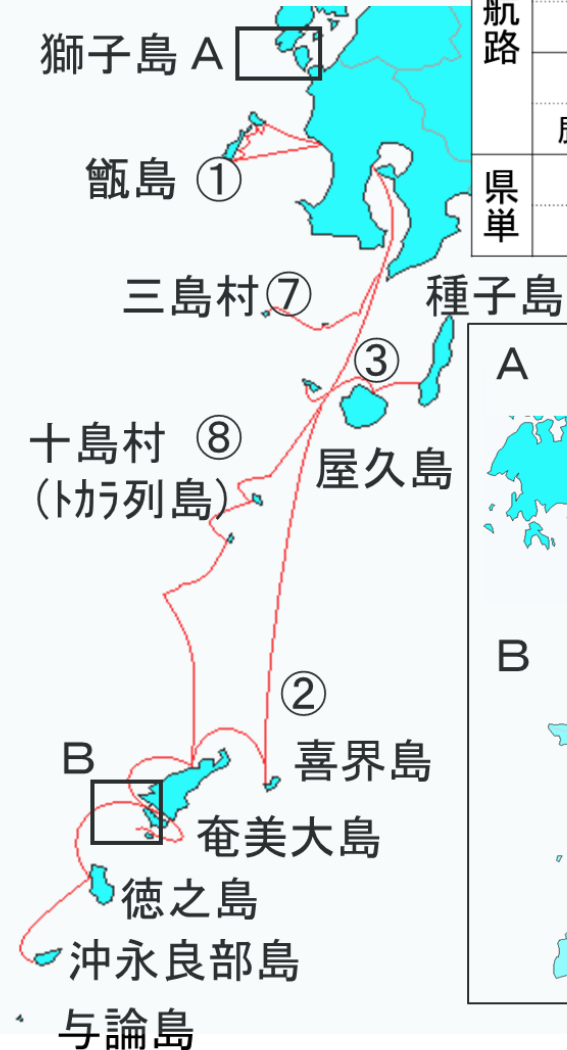 航路
獅子島 A
甑島 ①
県単
三島村⑦
種子島
A
③
十島村 ⑧
(トカラ列島)
屋久島
B
②
B
喜界島
奄美大島
徳之島
沖永良部島
与論島